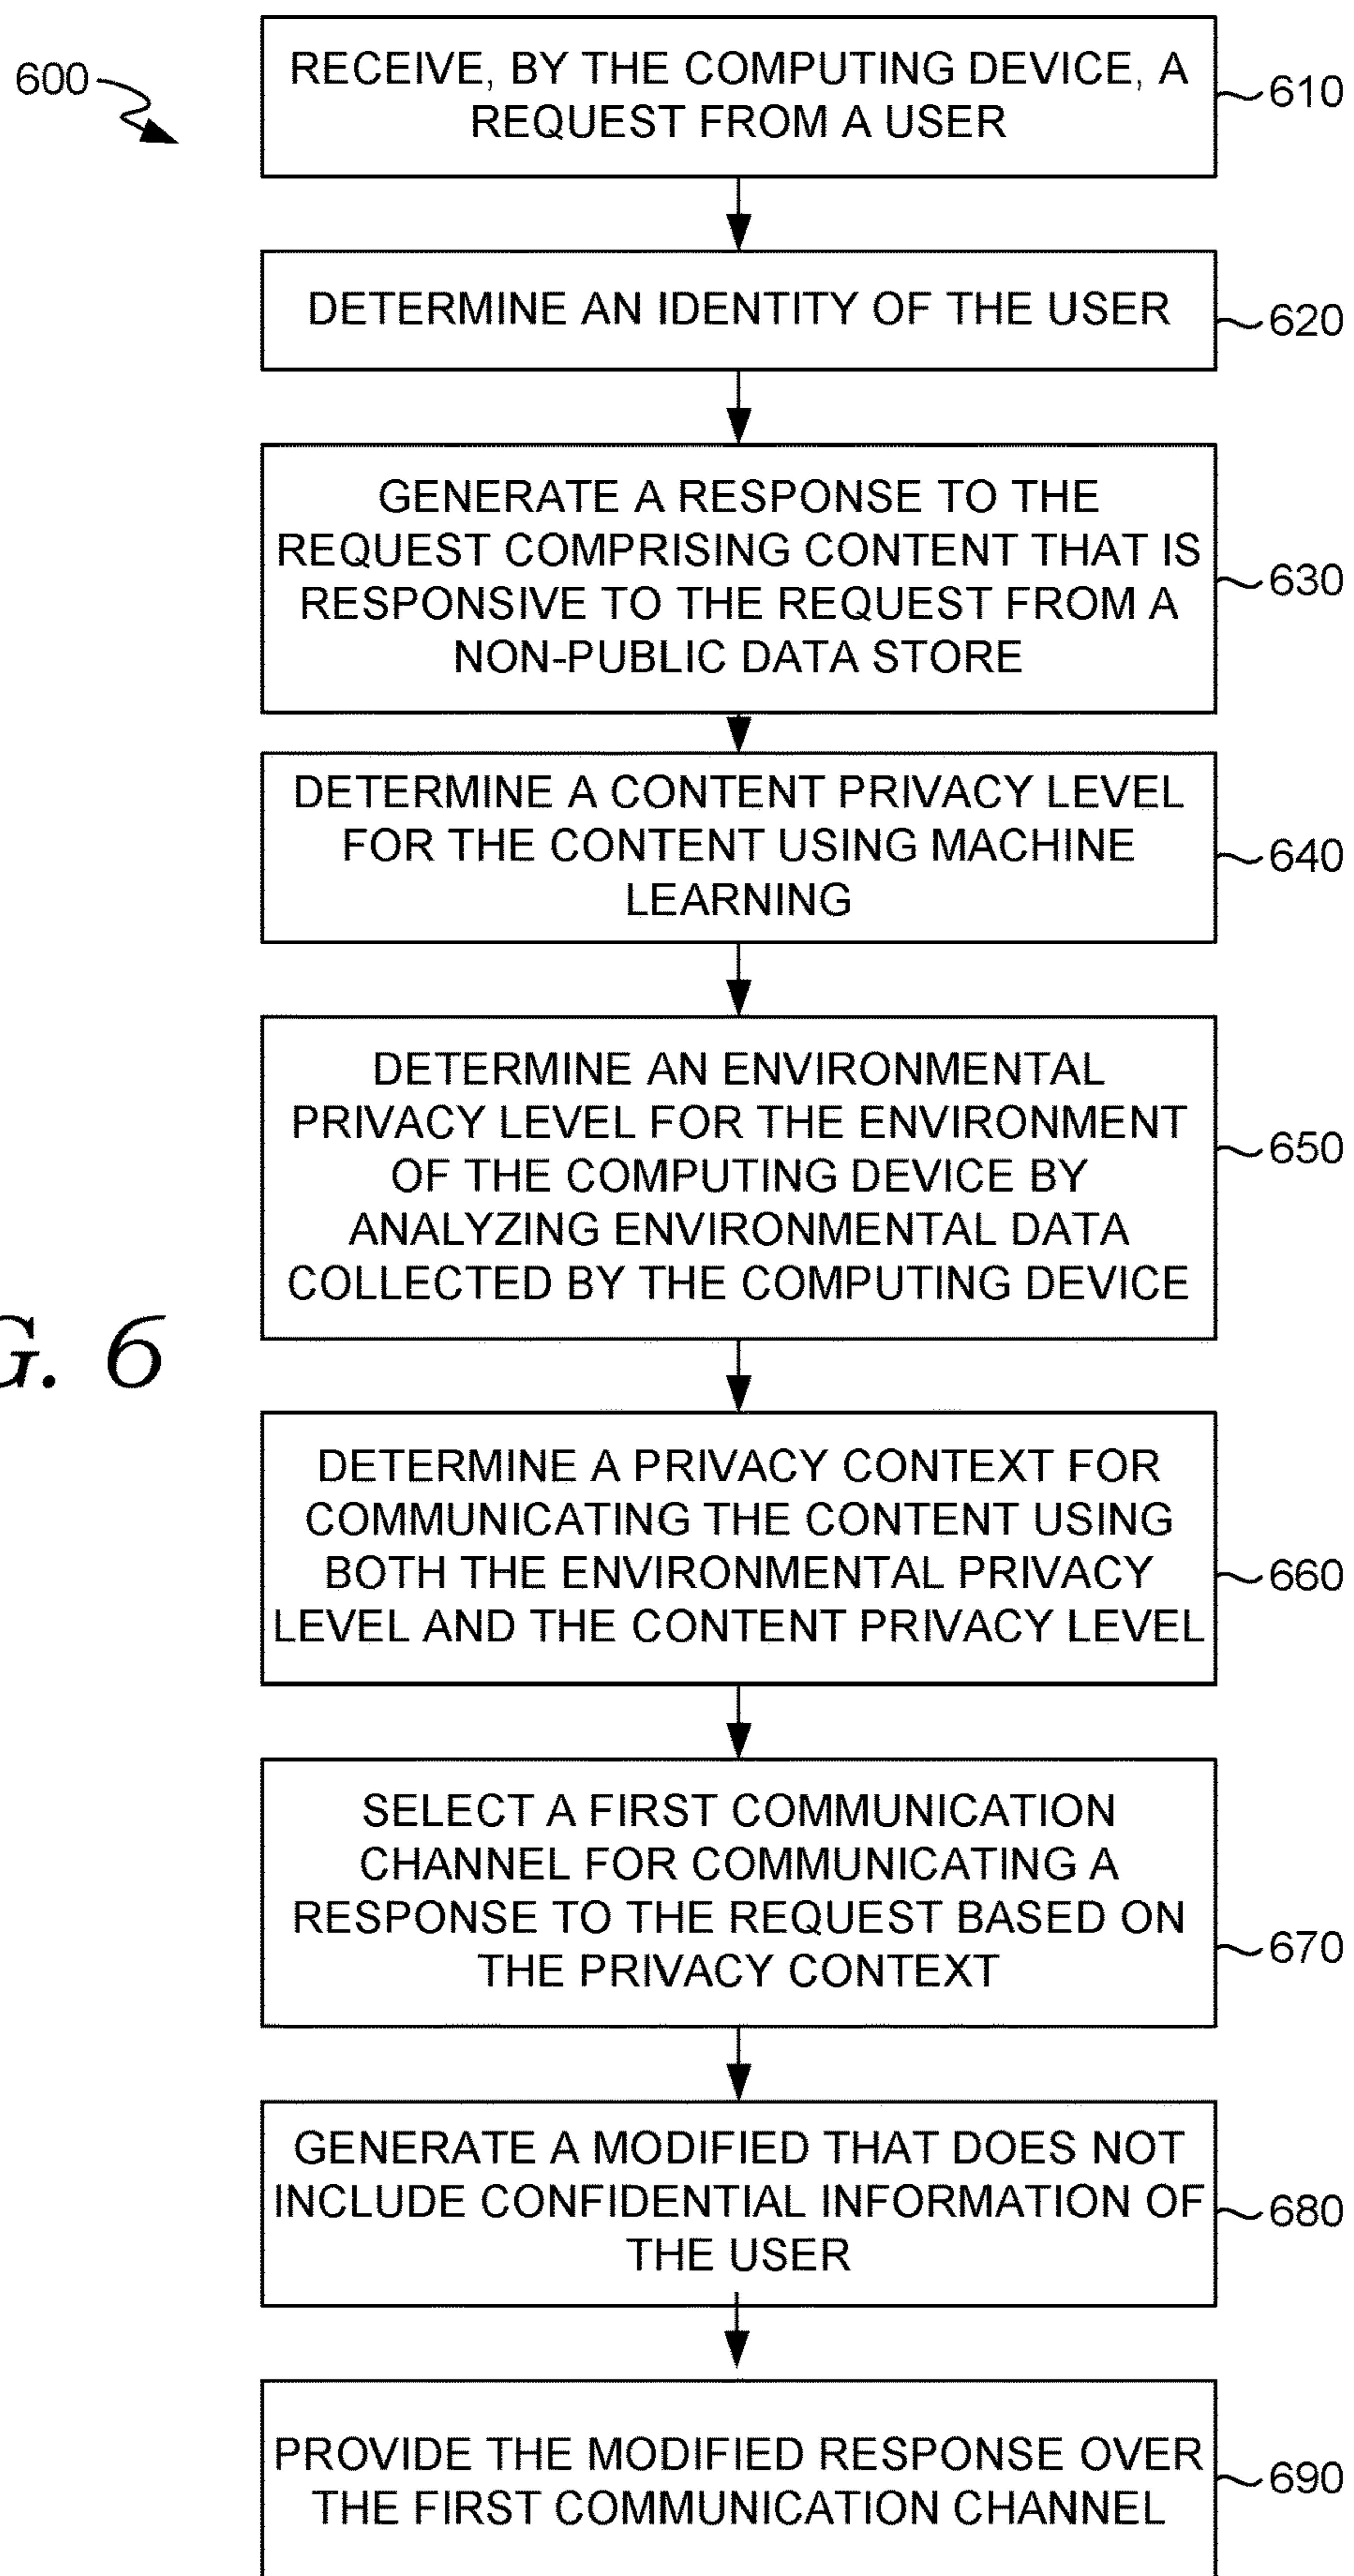 600
RECEIVE, BY THE COMPUTING DEVICE, A
REQUEST FROM A USER
610
DETERMINE AN IDENTITY OF THE USER
620
GENERATE A RESPONSE TO THE
REQUEST COMPRISING CONTENT THAT IS
RESPONSIVE TO THE REQUEST FROM A
NON-PUBLIC DATA STORE
630
DETERMINE A CONTENT PRIVACY LEVEL
FOR THE CONTENT USING MACHINE
LEARNING
640
DETERMINE AN ENVIRONMENTAL
PRIVACY LEVEL FOR THE ENVIRONMENT
OF THE COMPUTING DEVICE BY
ANALYZING ENVIRONMENTAL DATA
COLLECTED BY THE COMPUTING DEVICE
650
G. 6
DETERMINE A PRIVACY CONTEXT FOR
COMMUNICATING THE CONTENT USING
BOTH THE ENVIRONMENTAL PRIVACY
LEVEL AND THE CONTENT PRIVACY LEVEL
660
SELECT A FIRST COMMUNICATION
CHANNEL FOR COMMUNICATING A
RESPONSE TO THE REQUEST BASED ON
THE PRIVACY CONTEXT
670
GENERATE A MODIFIED THAT DOES NOT
INCLUDE CONFIDENTIAL INFORMATION OF
THE USER
680
PROVIDE THE MODIFIED RESPONSE OVER
THE FIRST COMMUNICATION CHANNEL
690